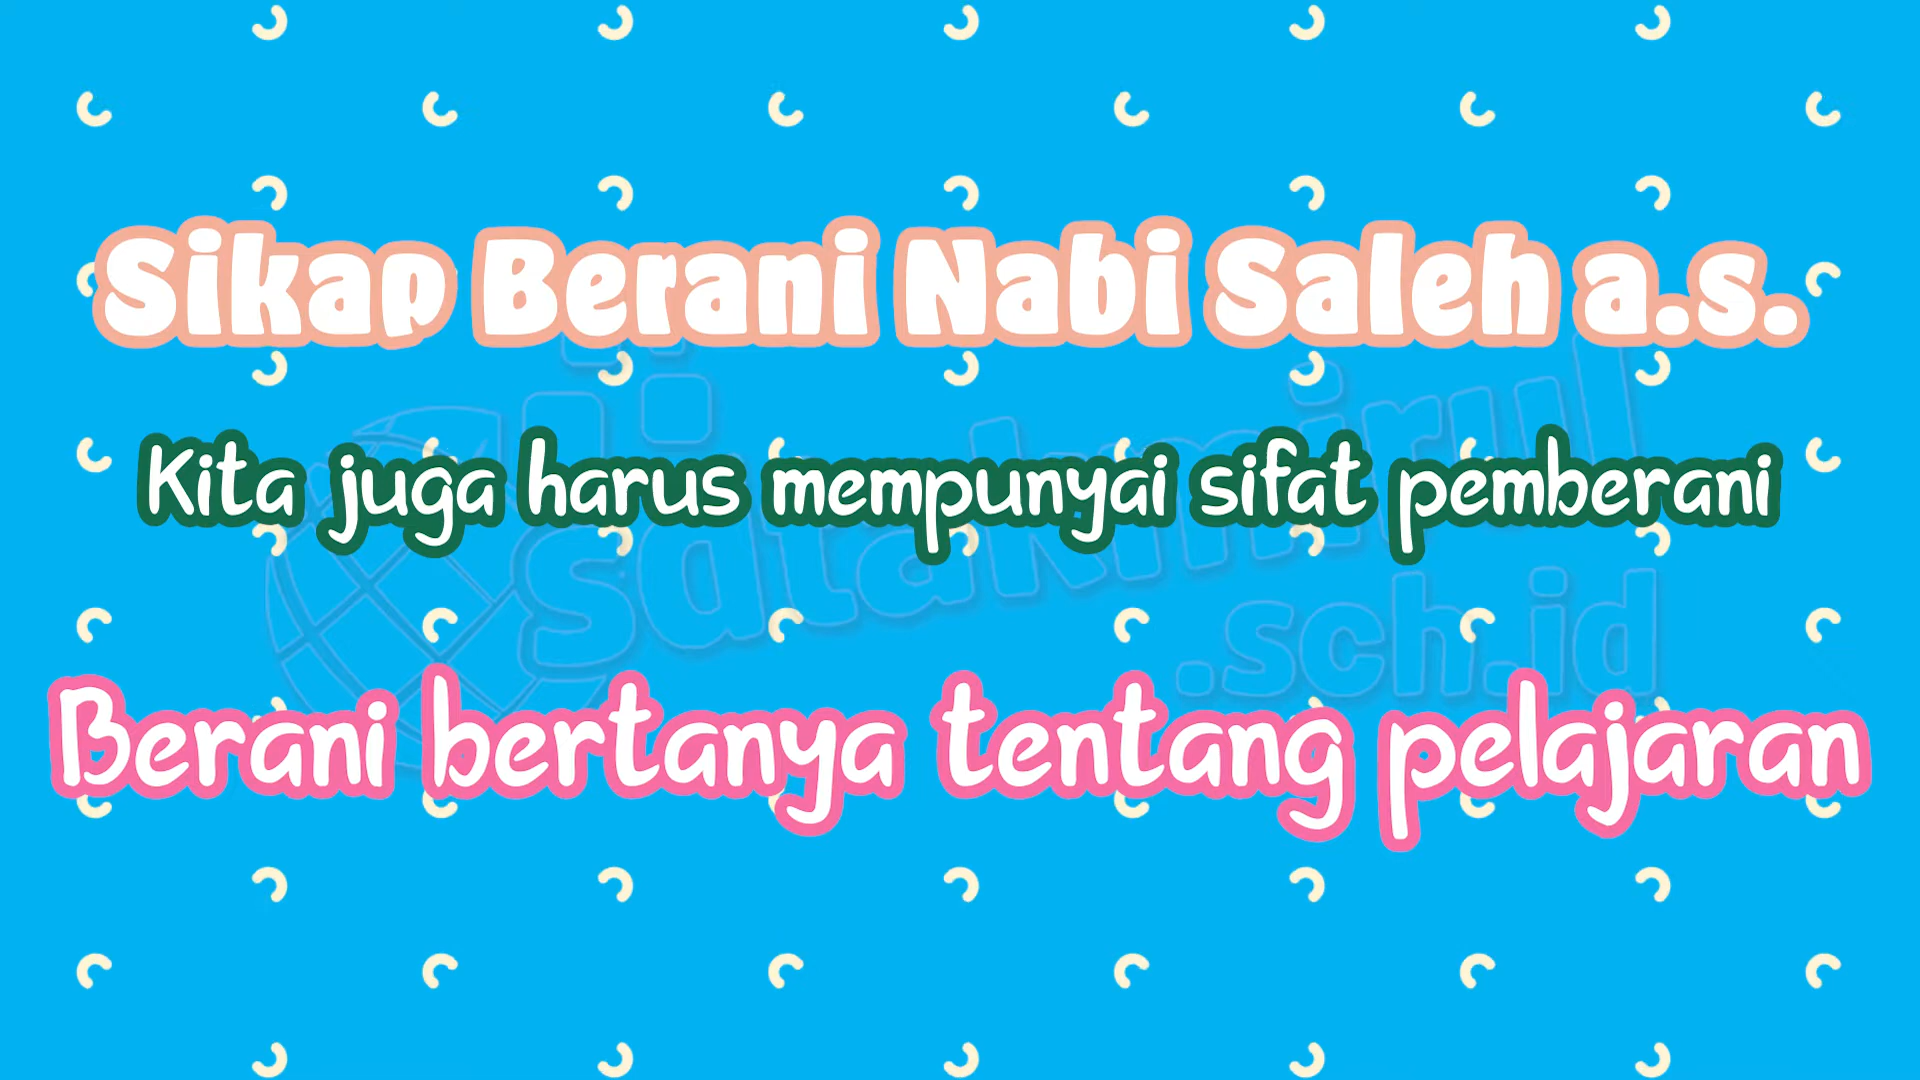 Sikap Berani Nabi Saleh a.s.
Kita juga harus mempunyai sifat pemberani
Berani bertanya tentang pelajaran